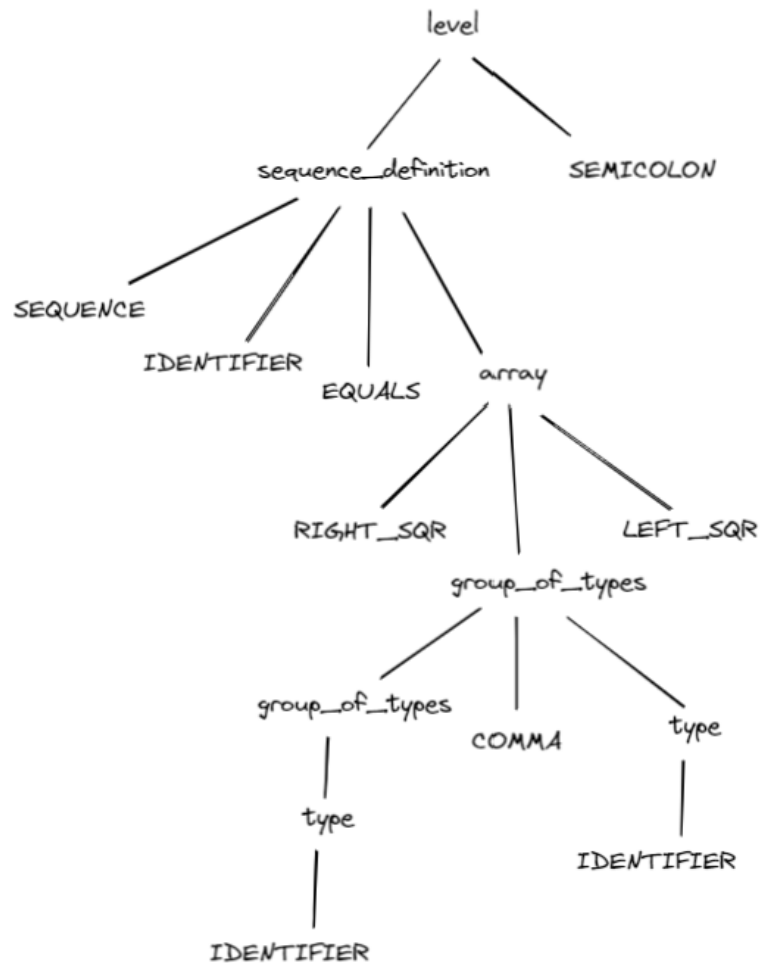 level
sequence_definition SEMICOLON
SEQUENCE
IDENTIFIER
EQUALS
array
RIGHT_SQR LEFT_SQR
group_of_types
group_of_types
COMMA
type
type
IDENTIFIER
IDENTIFIER